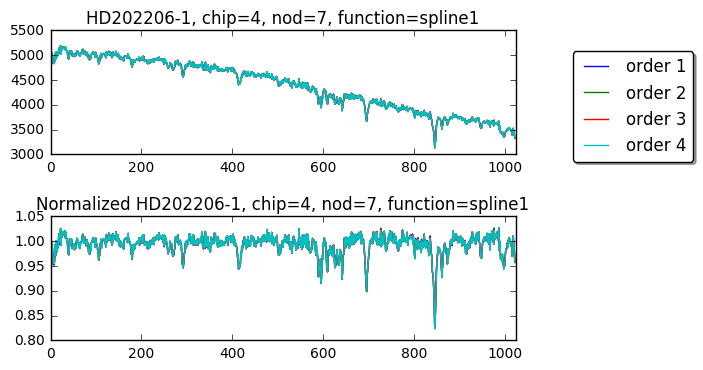 HD202206-1, chip=4, nod=7, function=spline1
5500
5000
4500
4000
3500
3000
0 200 400 600 800 1000
order 1
order 2
order 3
order 4
Normalized HD202206-1, chip=4, nod=7, function=spline1
1.05
1.00
0.95
0.90
0.85
0.80
0 200 400 600 800 1000